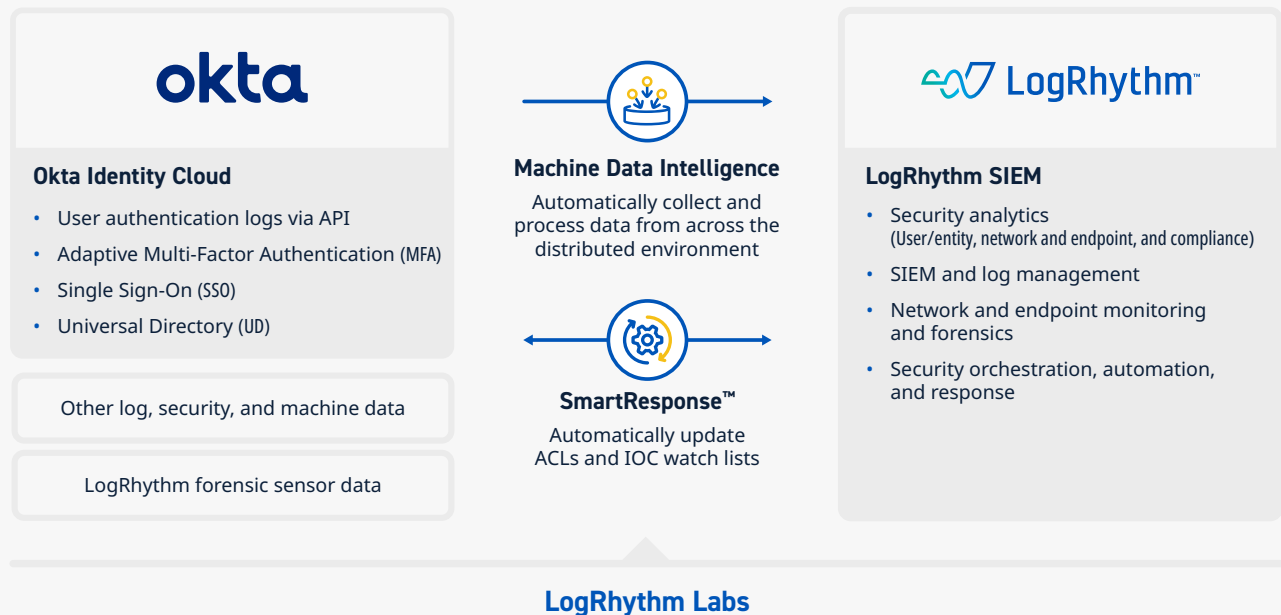 okta
Okta Identity Cloud
• User authentication logs via API
• Adaptive Multi-Factor Authentication (MFA)
• Single Sign-On (SSO)
• Universal Directory (UD)
Other log, security, and machine data
LogRhythm forensic sensor data
Machine Data Intelligence
Automatically collect and
process data from across the
distributed environment
SmartResponse™
Automatically update
ACLs and IOC watch lists
LogRhythm™
LogRhythm SIEM
• Security analytics
(User/entity, network and endpoint, and compliance)
• SIEM and log management
• Network and endpoint monitoring
and forensics
• Security orchestration, automation,
and response
LogRhythm Labs